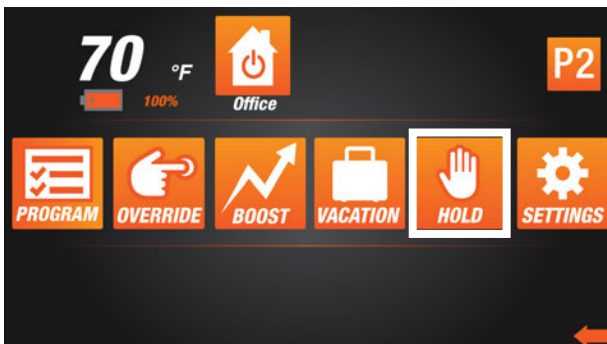 70 °F
P2
100%
Office
PROGRAM OVERRIDE BOOST VACATION HOLD SETTINGS